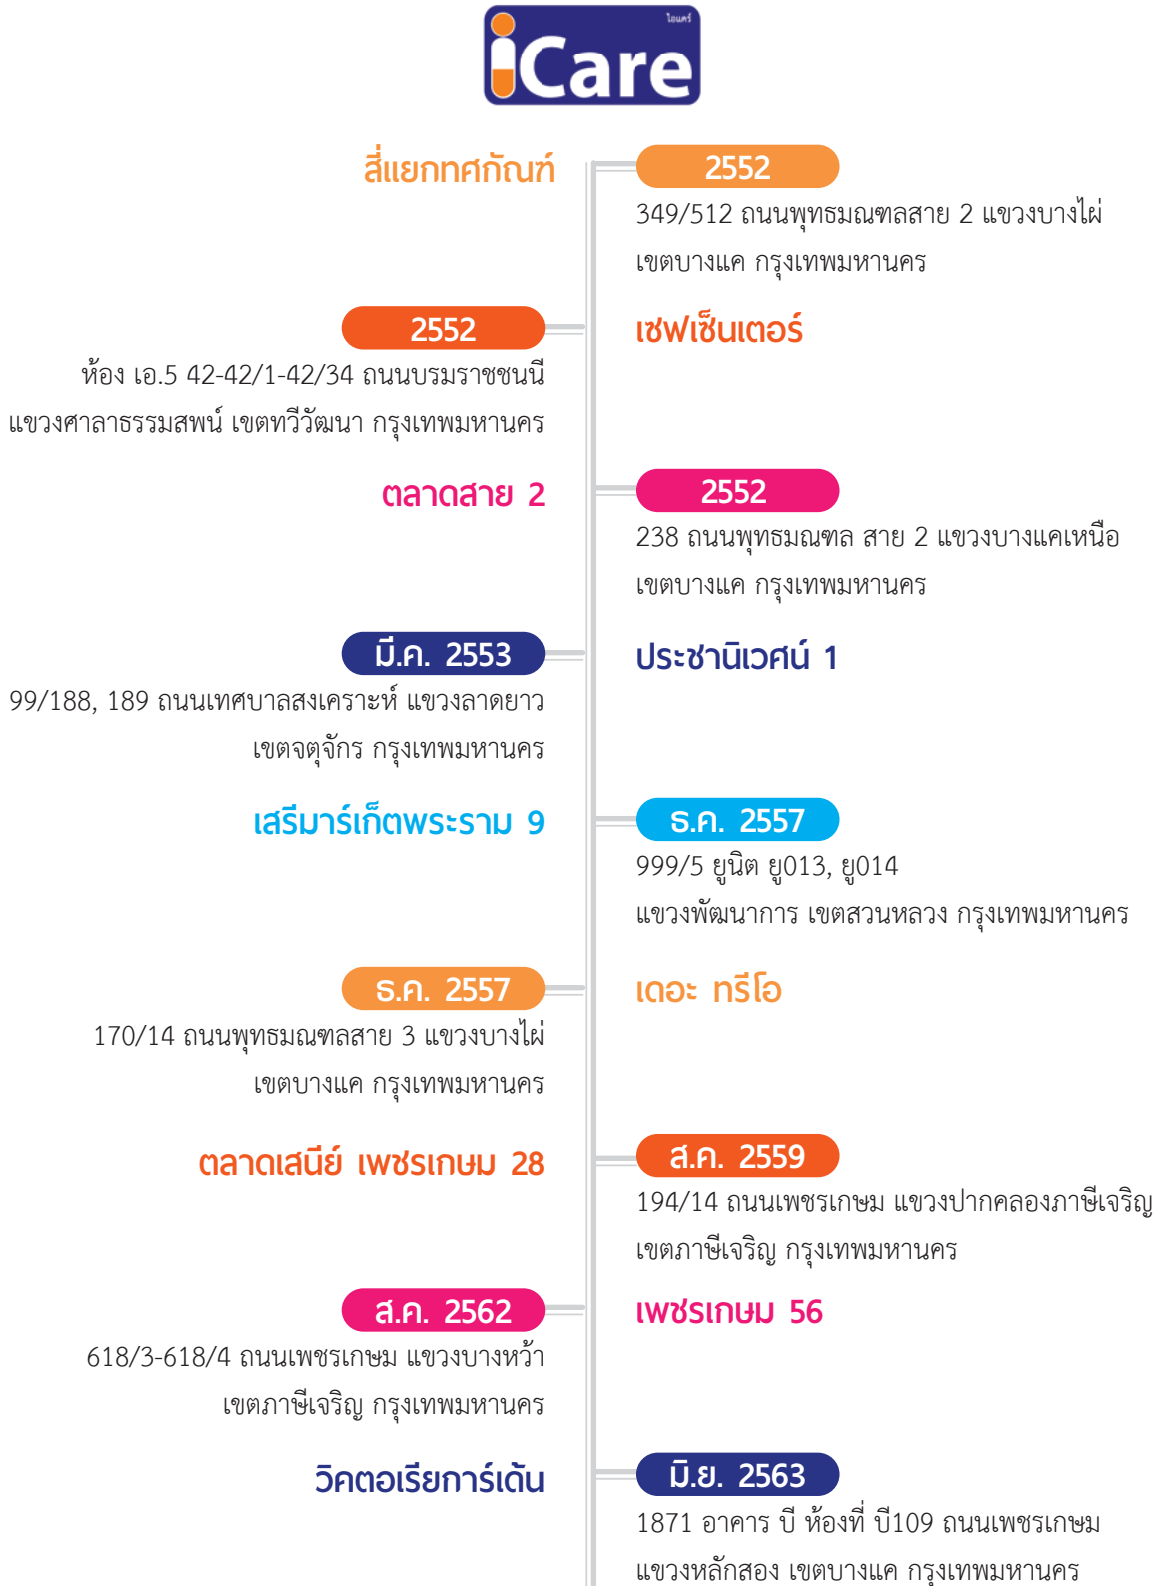 ไอแคร์
iCare
สี่แยกทศกัณฑ์
2552
349/512 ถนนพุทธมณฑลสาย 2 แขวงบางไผ่
เขตบางแค กรุงเทพมหานคร
2552
เซฟเซ็นเตอร์
ห้อง เอ.5 42-42/1-42/34 ถนนบรมราชชนนี
แขวงศาลาธรรมสพน์ เขตทวีวัฒนา กรุงเทพมหานคร
ตลาดสาย 2
2552
238 ถนนพุทธมณฑล สาย 2 แขวงบางแคเหนือ
เขตบางแค กรุงเทพมหานคร
มี.ค. 2553
ประชานิเวศน์ 1
99/188, 189 ถนนเทศบาลสงเคราะห์ แขวงลาดยาว
เขตจตุจักร กรุงเทพมหานคร
เสรีมาร์เก็ตพระราม 9
ธ.ค. 2557
999/5 ยูนิต ยู013, ยู014
แขวงพัฒนาการ เขตสวนหลวง กรุงเทพมหานคร
ธ.ค. 2557
เดอะ ทรีโอ
170/14 ถนนพุทธมณฑลสาย 3 แขวงบางไผ่
เขตบางแค กรุงเทพมหานคร
ตลาดเสนีย์ เพชรเกษม 28
ส.ค. 2559
194/14 ถนนเพชรเกษม แขวงปากคลองภาษีเจริญ
เขตภาษีเจริญ กรุงเทพมหานคร
ส.ค. 2562
เพชรเกษม 56
618/3-618/4 ถนนเพชรเกษม แขวงบางหว้า
เขตภาษีเจริญ กรุงเทพมหานคร
วิคตอเรียการ์เด้น
มิ.ย. 2563
1871 อาคาร บี ห้องที่ บี109 ถนนเพชรเกษม
แขวงหลักสอง เขตบางแค กรุงเทพมหานคร